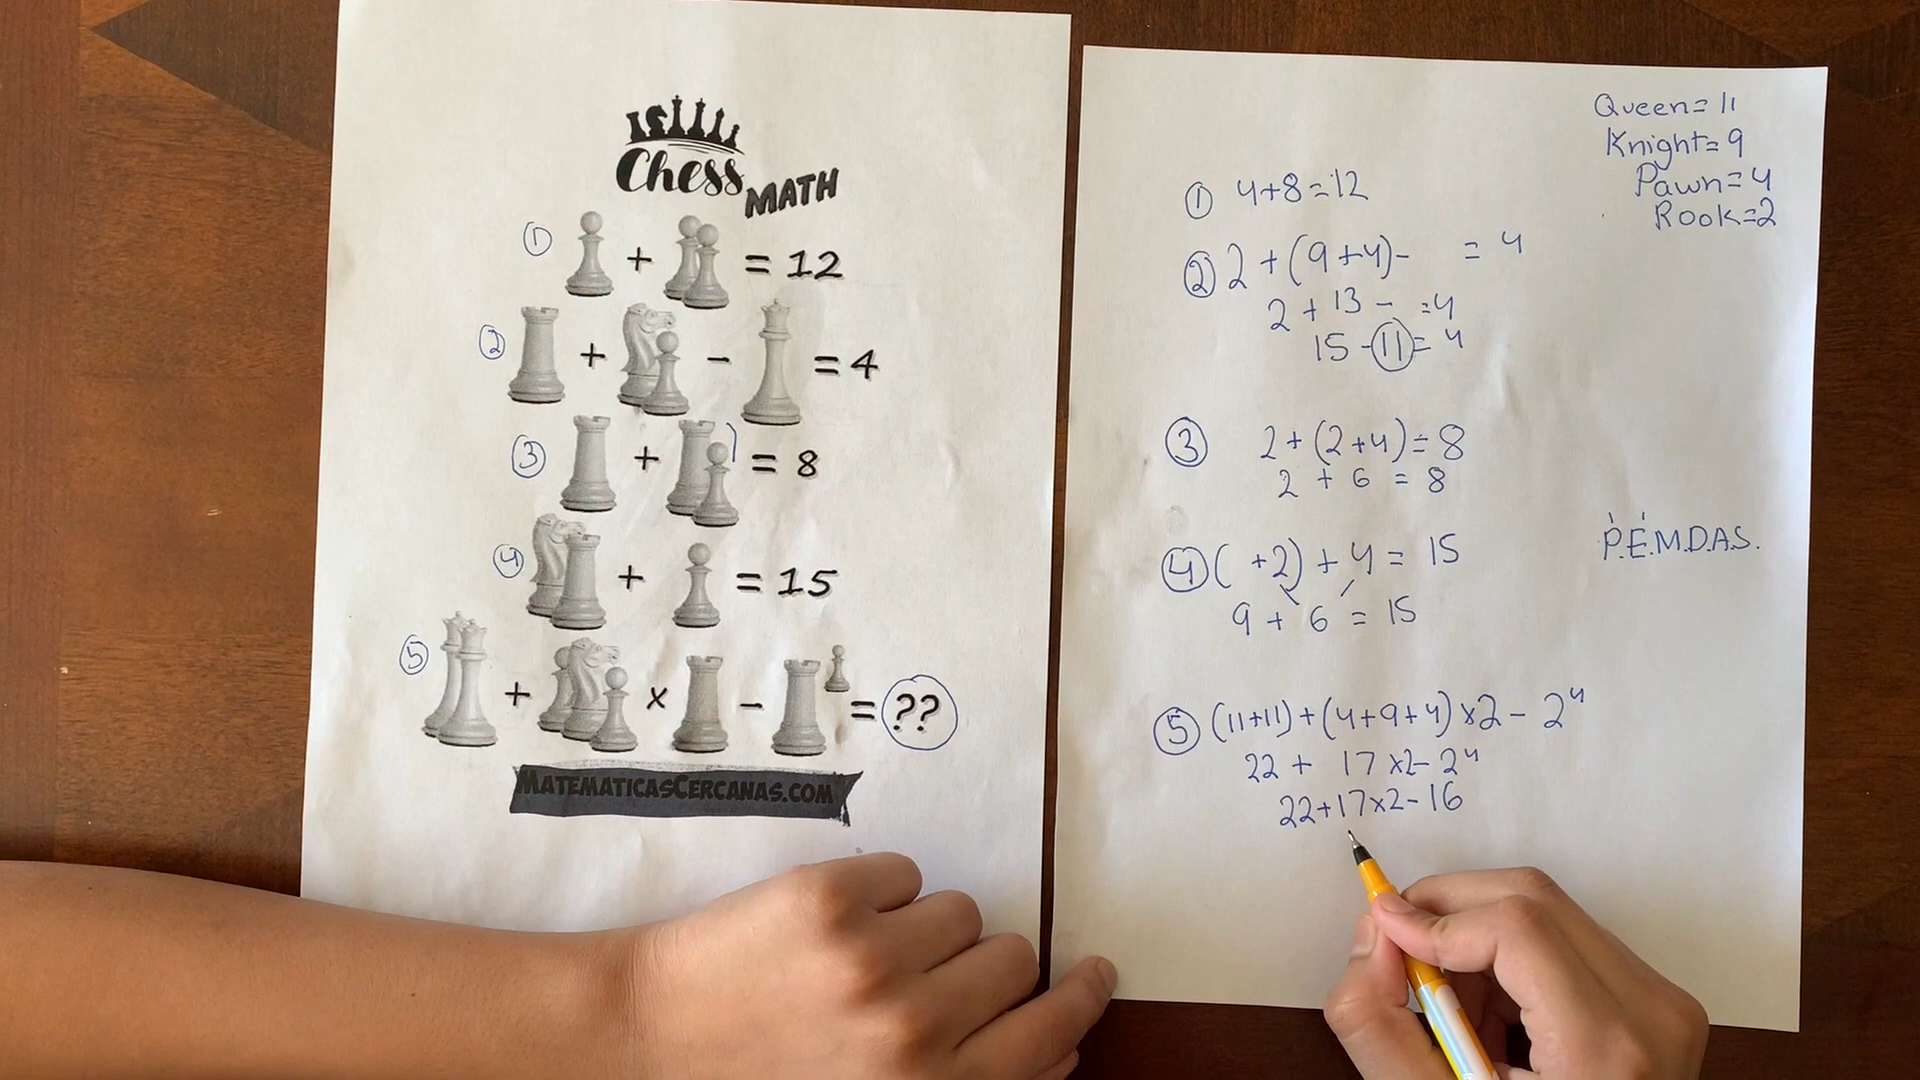 Chess
MATH
① + = 12
② + - = 4
③ + ) = 8
④ + = 15
⑤ + x - = ??
MATEMATICASCERCANAS.COM
Queen= 11
Knight= 9
Pawn=4
Rook=2
① 4+8=12
② 2 + (9+4)- = 4
2 + 13 - =4
15 - 11 = 4
③ 2+(2+4)=8
2 + 6 = 8
④ ( +2) + 4 = 15
9 + 6 = 15
P.E.M.D.A.S.
⑤ (11+11)+(4+9+4)x2-2⁴
22 + 17 x2-2⁴
22+17x2-16